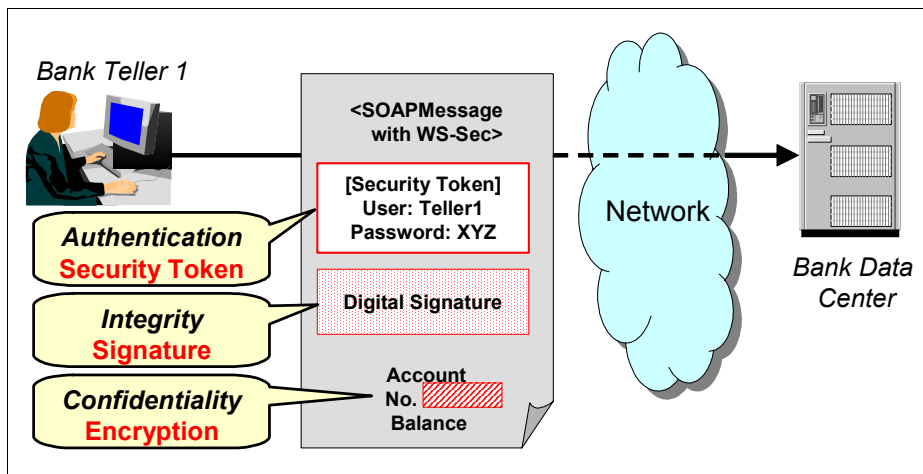 Bank Teller 1
<SOAPMessage
with WS-Sec>
[Security Token]
User: Teller1
Password: XYZ
Authentication
Security Token
Digital Signature
Integrity
Signature
Account
No.
Balance
Confidentiality
Encryption
Network
Bank Data
Center